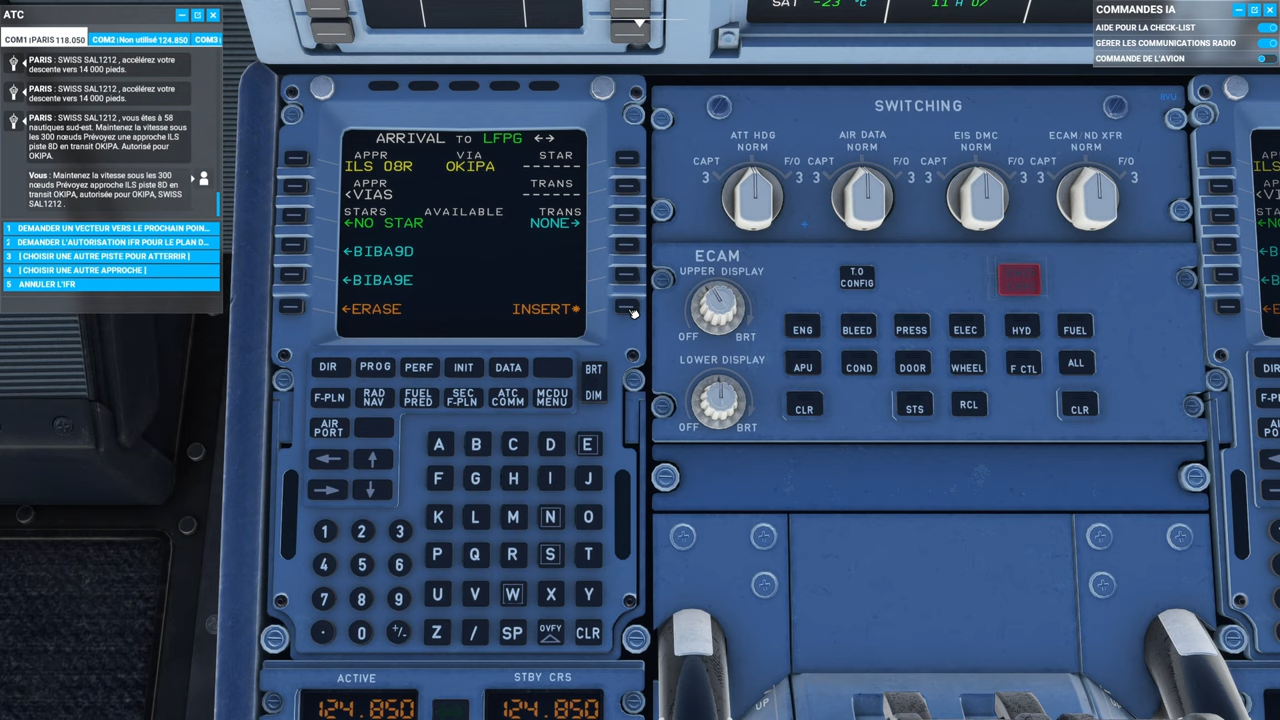 ATC
COM1 | PARIS 118.050
COM2 | Non utilisé 124.850
COM3 |
PARIS : SWISS SAL1212 , accélérez votre
descente vers 14 000 pieds.
PARIS : SWISS SAL1212 , accélérez votre
descente vers 14 000 pieds.
PARIS : SWISS SAL1212 , vous êtes à 58
nautiques sud-est. Maintenez la vitesse sous
les 300 nœuds Prévoyez une approche ILS
piste 8D en transit OKIPA. Autorisé pour
OKIPA.
Vous : Maintenez la vitesse sous les 300
nœuds Prévoyez approche ILS piste 8D en
transit OKIPA, autorisée pour OKIPA, SWISS
SAL1212 .
1 DEMANDER UN VECTEUR VERS LE PROCHAIN POIN...
2 DEMANDER L'AUTORISATION IFR POUR LE PLAN D...
3 [ CHOISIR UNE AUTRE PISTE POUR ATTERRIR ]
4 [ CHOISIR UNE AUTRE APPROCHE ]
5 ANNULER L'IFR
SAT -23 °C
COMMANDES IA
AIDE POUR LA CHECK-LIST
GÉRER LES COMMUNICATIONS RADIO
COMMANDE DE L'AVION
ARRIVAL TO LFPG ←→
APPR VIA STAR
ILS 08R OKIPA ------
APPR TRANS
<VIAS ------
STARS AVAILABLE TRANS
←NO STAR NONE→
←BIBA9D
←BIBA9E
←ERASE INSERT*
DIR PROG PERF INIT DATA
BRT
DIM
F-PLN RAD NAV FUEL PRED SEC F-PLN ATC COMM MCDU MENU
AIR PORT
← ↑
→ ↓
A B C D E
F G H I J
K L M N O
P Q R S T
U V W X Y
Z / SP OVFY CLR
1 2 3
4 5 6
7 8 9
. 0 +/-
ACTIVE STBY CRS
124.850 124.850
SWITCHING
ATT HDG AIR DATA EIS DMC ECAM/ND XFR
NORM NORM NORM NORM
CAPT F/O CAPT F/O CAPT F/O CAPT F/O
3 3 3 3 3 3 3 3
ECAM
UPPER DISPLAY
OFF BRT
LOWER DISPLAY
OFF BRT
T.O
CONFIG
ENG BLEED PRESS ELEC HYD FUEL
APU COND DOOR WHEEL F CTL ALL
CLR STS RCL CLR
UP UP